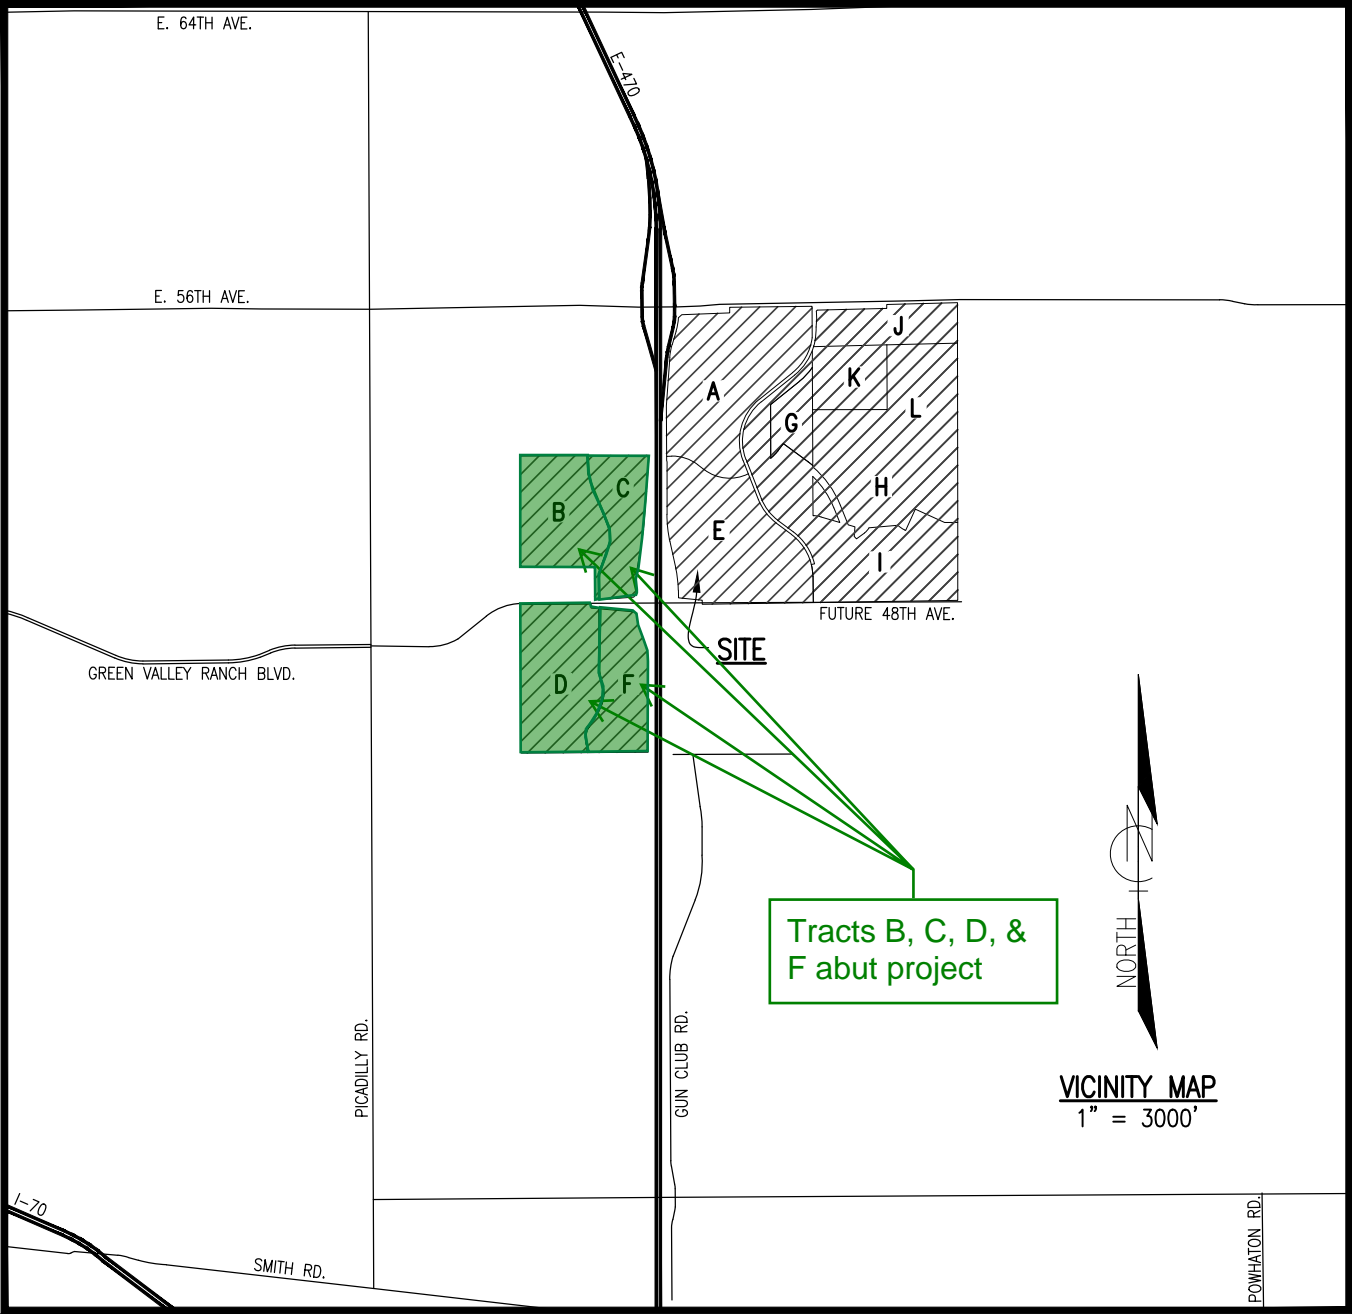 E. 64TH AVE.
E-470
E. 56TH AVE.
J
A
K
L
G
C
H
B
E
I
FUTURE 48TH AVE.
SITE
GREEN VALLEY RANCH BLVD.
D
F
Tracts B, C, D, &
F abut project
NORTH
PICADILLY RD.
GUN CLUB RD.
VICINITY MAP
1" = 3000'
I-70
SMITH RD.
POWHATON RD.